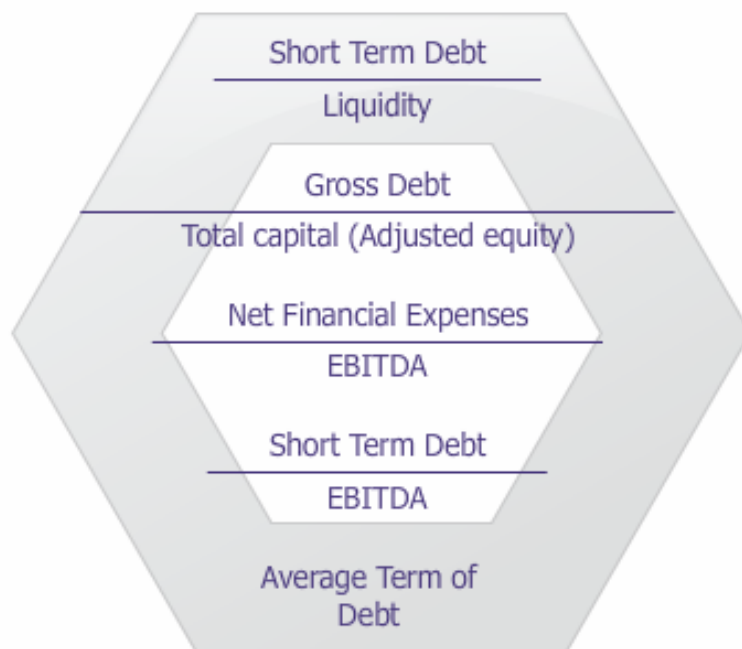 Short Term Debt
Liquidity
Gross Debt
Total capital (Adjusted equity)
Net Financial Expenses
EBITDA
Short Term Debt
EBITDA
Average Term of
Debt